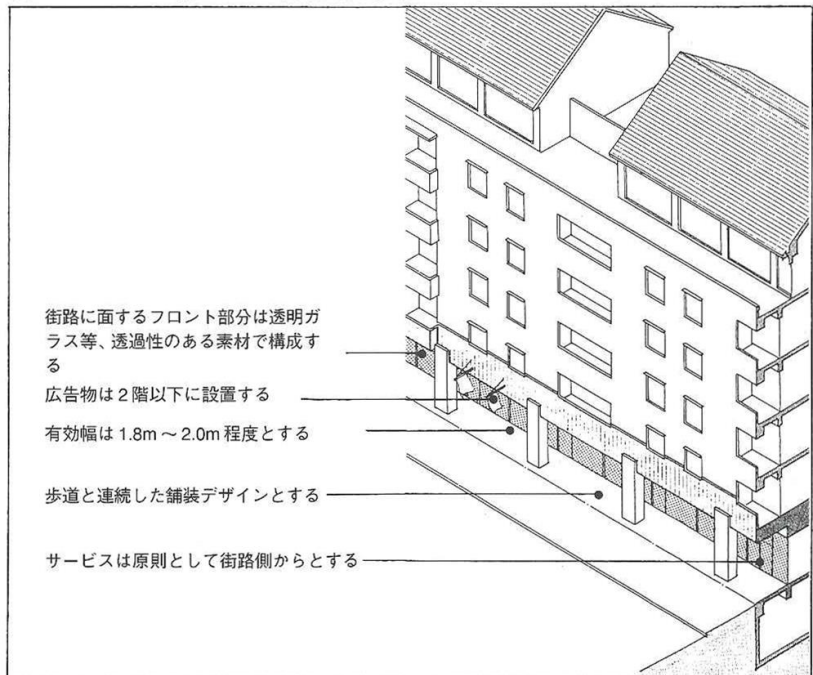 街路に面するフロント部分は透明ガ
ラス等、透過性のある素材で構成す
る
広告物は2階以下に設置する
有効幅は1.8m～2.0m程度とする
歩道と連続した舗装デザインとする
サービスは原則として街路側からとする